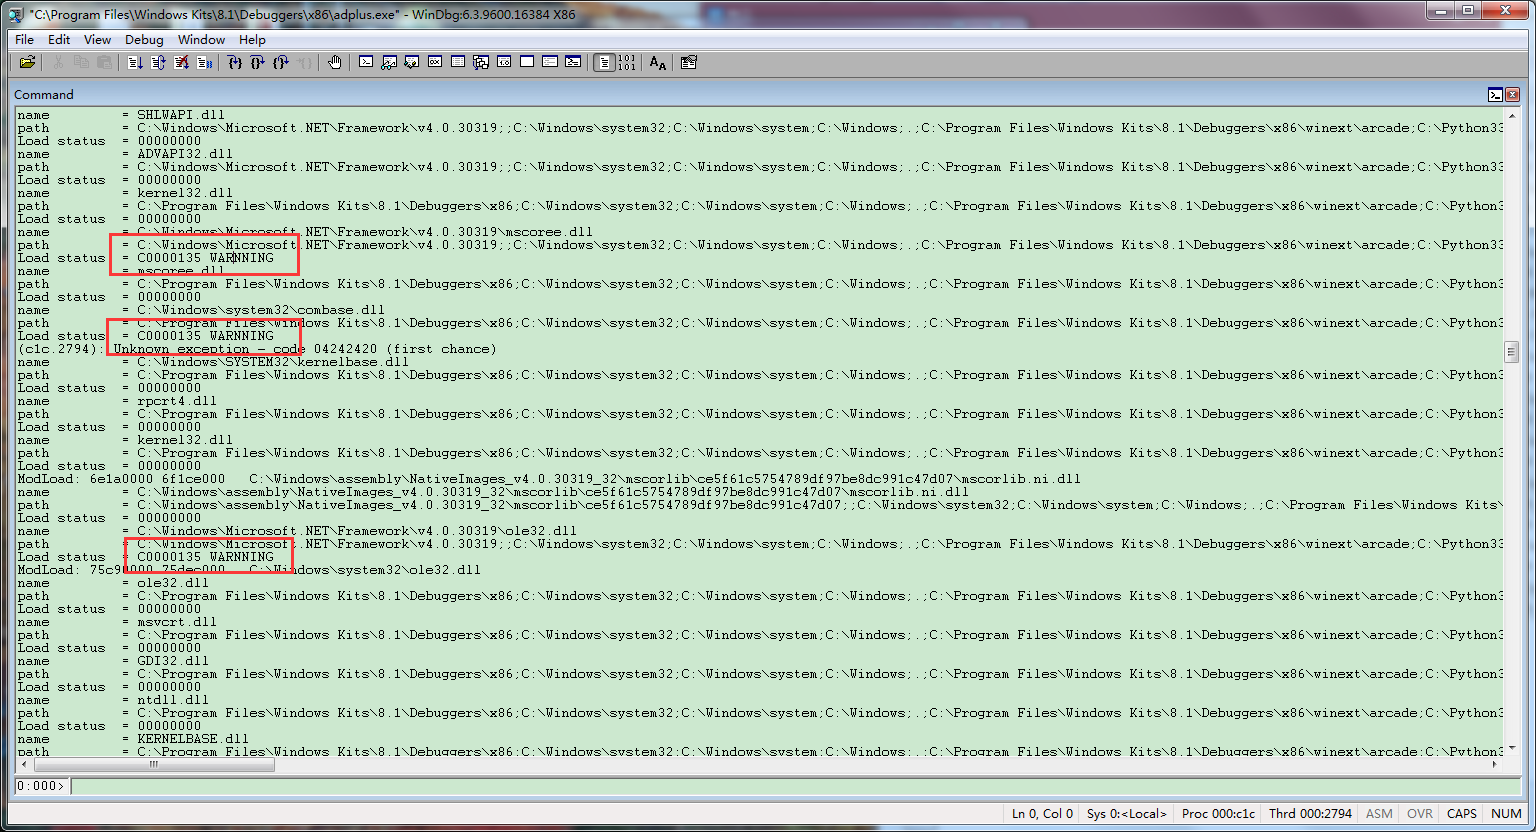 "C:\Program Files\Windows Kits\8.1\Debuggers\x86\adplus.exe" - WinDbg:6.3.9600.16384 X86
File Edit View Debug Window Help
Command
name = SHLWAPI.dll
path = C:\Windows\Microsoft.NET\Framework\v4.0.30319;;C:\Windows\system32;C:\Windows\system;C:\Windows;.;C:\Program Files\Windows Kits\8.1\Debuggers\x86\winext\arcade;C:\Python33
Load status = 00000000
name = ADVAPI32.dll
path = C:\Windows\Microsoft.NET\Framework\v4.0.30319;;C:\Windows\system32;C:\Windows\system;C:\Windows;.;C:\Program Files\Windows Kits\8.1\Debuggers\x86\winext\arcade;C:\Python33
Load status = 00000000
name = kernel32.dll
path = C:\Program Files\Windows Kits\8.1\Debuggers\x86;C:\Windows\system32;C:\Windows\system;C:\Windows;.;C:\Program Files\Windows Kits\8.1\Debuggers\x86\winext\arcade;C:\Python3
Load status = 00000000
name = C:\Windows\Microsoft.NET\Framework\v4.0.30319\mscoree.dll
path = C:\Windows\Microsoft.NET\Framework\v4.0.30319;;C:\Windows\system32;C:\Windows\system;C:\Windows;.;C:\Program Files\Windows Kits\8.1\Debuggers\x86\winext\arcade;C:\Python33
Load status = C0000135 WARNNING
name = mscoree.dll
path = C:\Program Files\Windows Kits\8.1\Debuggers\x86;C:\Windows\system32;C:\Windows\system;C:\Windows;.;C:\Program Files\Windows Kits\8.1\Debuggers\x86\winext\arcade;C:\Python3
Load status = 00000000
name = C:\Windows\system32\combase.dll
path = C:\Program Files\Windows Kits\8.1\Debuggers\x86;C:\Windows\system32;C:\Windows\system;C:\Windows;.;C:\Program Files\Windows Kits\8.1\Debuggers\x86\winext\arcade;C:\Python3
Load status = C0000135 WARNNING
(c1c.2794): Unknown exception - code 04242420 (first chance)
name = C:\Windows\SYSTEM32\kernelbase.dll
path = C:\Program Files\Windows Kits\8.1\Debuggers\x86;C:\Windows\system32;C:\Windows\system;C:\Windows;.;C:\Program Files\Windows Kits\8.1\Debuggers\x86\winext\arcade;C:\Python3
Load status = 00000000
name = rpcrt4.dll
path = C:\Program Files\Windows Kits\8.1\Debuggers\x86;C:\Windows\system32;C:\Windows\system;C:\Windows;.;C:\Program Files\Windows Kits\8.1\Debuggers\x86\winext\arcade;C:\Python3
Load status = 00000000
name = kernel32.dll
path = C:\Program Files\Windows Kits\8.1\Debuggers\x86;C:\Windows\system32;C:\Windows\system;C:\Windows;.;C:\Program Files\Windows Kits\8.1\Debuggers\x86\winext\arcade;C:\Python3
Load status = 00000000
ModLoad: 6e1a0000 6f1ce000 C:\Windows\assembly\NativeImages_v4.0.30319_32\mscorlib\ce5f61c5754789df97be8dc991c47d07\mscorlib.ni.dll
name = C:\Windows\assembly\NativeImages_v4.0.30319_32\mscorlib\ce5f61c5754789df97be8dc991c47d07\mscorlib.ni.dll
path = C:\Windows\assembly\NativeImages_v4.0.30319_32\mscorlib\ce5f61c5754789df97be8dc991c47d07;;C:\Windows\system32;C:\Windows\system;C:\Windows;.;C:\Program Files\Windows Kits\
Load status = 00000000
name = C:\Windows\Microsoft.NET\Framework\v4.0.30319\ole32.dll
path = C:\Windows\Microsoft.NET\Framework\v4.0.30319;;C:\Windows\system32;C:\Windows\system;C:\Windows;.;C:\Program Files\Windows Kits\8.1\Debuggers\x86\winext\arcade;C:\Python33
Load status = C0000135 WARNNING
ModLoad: 75c90000 75dec000 C:\Windows\system32\ole32.dll
name = ole32.dll
path = C:\Program Files\Windows Kits\8.1\Debuggers\x86;C:\Windows\system32;C:\Windows\system;C:\Windows;.;C:\Program Files\Windows Kits\8.1\Debuggers\x86\winext\arcade;C:\Python3
Load status = 00000000
name = msvcrt.dll
path = C:\Program Files\Windows Kits\8.1\Debuggers\x86;C:\Windows\system32;C:\Windows\system;C:\Windows;.;C:\Program Files\Windows Kits\8.1\Debuggers\x86\winext\arcade;C:\Python3
Load status = 00000000
name = GDI32.dll
path = C:\Program Files\Windows Kits\8.1\Debuggers\x86;C:\Windows\system32;C:\Windows\system;C:\Windows;.;C:\Program Files\Windows Kits\8.1\Debuggers\x86\winext\arcade;C:\Python3
Load status = 00000000
name = ntdll.dll
path = C:\Program Files\Windows Kits\8.1\Debuggers\x86;C:\Windows\system32;C:\Windows\system;C:\Windows;.;C:\Program Files\Windows Kits\8.1\Debuggers\x86\winext\arcade;C:\Python3
Load status = 00000000
name = KERNELBASE.dll
path = C:\Program Files\Windows Kits\8.1\Debuggers\x86;C:\Windows\system32;C:\Windows\system;C:\Windows;.;C:\Program Files\Windows Kits\8.1\Debuggers\x86\winext\arcade;C:\Python3
0:000>
Ln 0, Col 0 Sys 0:<Local> Proc 000:c1c Thrd 000:2794 ASM OVR CAPS NUM